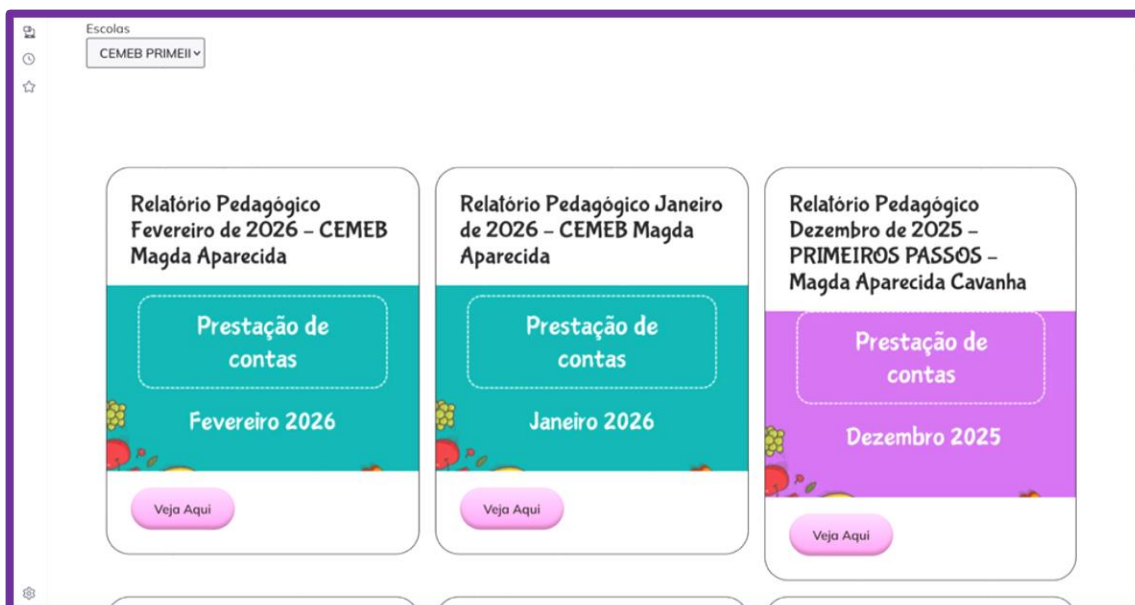 Escolas
CEMEB PRIMEII
Relatório Pedagógico
Fevereiro de 2026 – CEMEB
Magda Aparecida
Prestação de
contas
Fevereiro 2026
Veja Aqui
Relatório Pedagógico Janeiro
de 2026 – CEMEB Magda
Aparecida
Prestação de
contas
Janeiro 2026
Veja Aqui
Relatório Pedagógico
Dezembro de 2025 –
PRIMEIROS PASSOS –
Magda Aparecida Cavanha
Prestação de
contas
Dezembro 2025
Veja Aqui